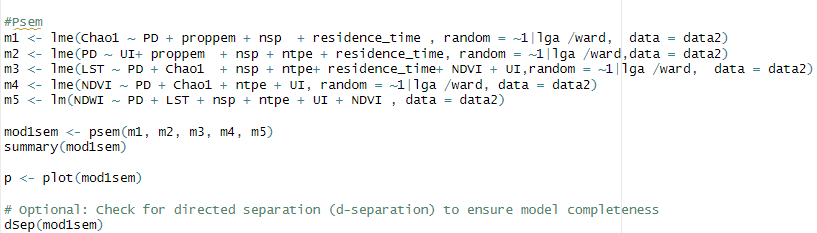 #Psem
m1 <- lme(Chao1 ~ PD + proppem + nsp  + residence_time , random = ~1|lga /ward,  data = data2)
m2 <- lme(PD ~ UI+ proppem  + nsp + ntpe + residence_time, random = ~1|lga /ward,data = data2)
m3 <- lme(LST ~ PD + Chao1  + nsp + ntpe+ residence_time+ NDVI + UI,random = ~1|lga /ward,  data = data2)
m4 <- lme(NDVI ~ PD + Chao1 + ntpe + UI, random = ~1|lga /ward, data = data2)
m5 <- lm(NDWI ~ PD + LST + nsp + ntpe + UI + NDVI , data = data2)
mod1sem <- psem(m1, m2, m3, m4, m5)
summary(mod1sem)
p <- plot(mod1sem)
# Optional: Check for directed separation (d-separation) to ensure model completeness
dSep(mod1sem)